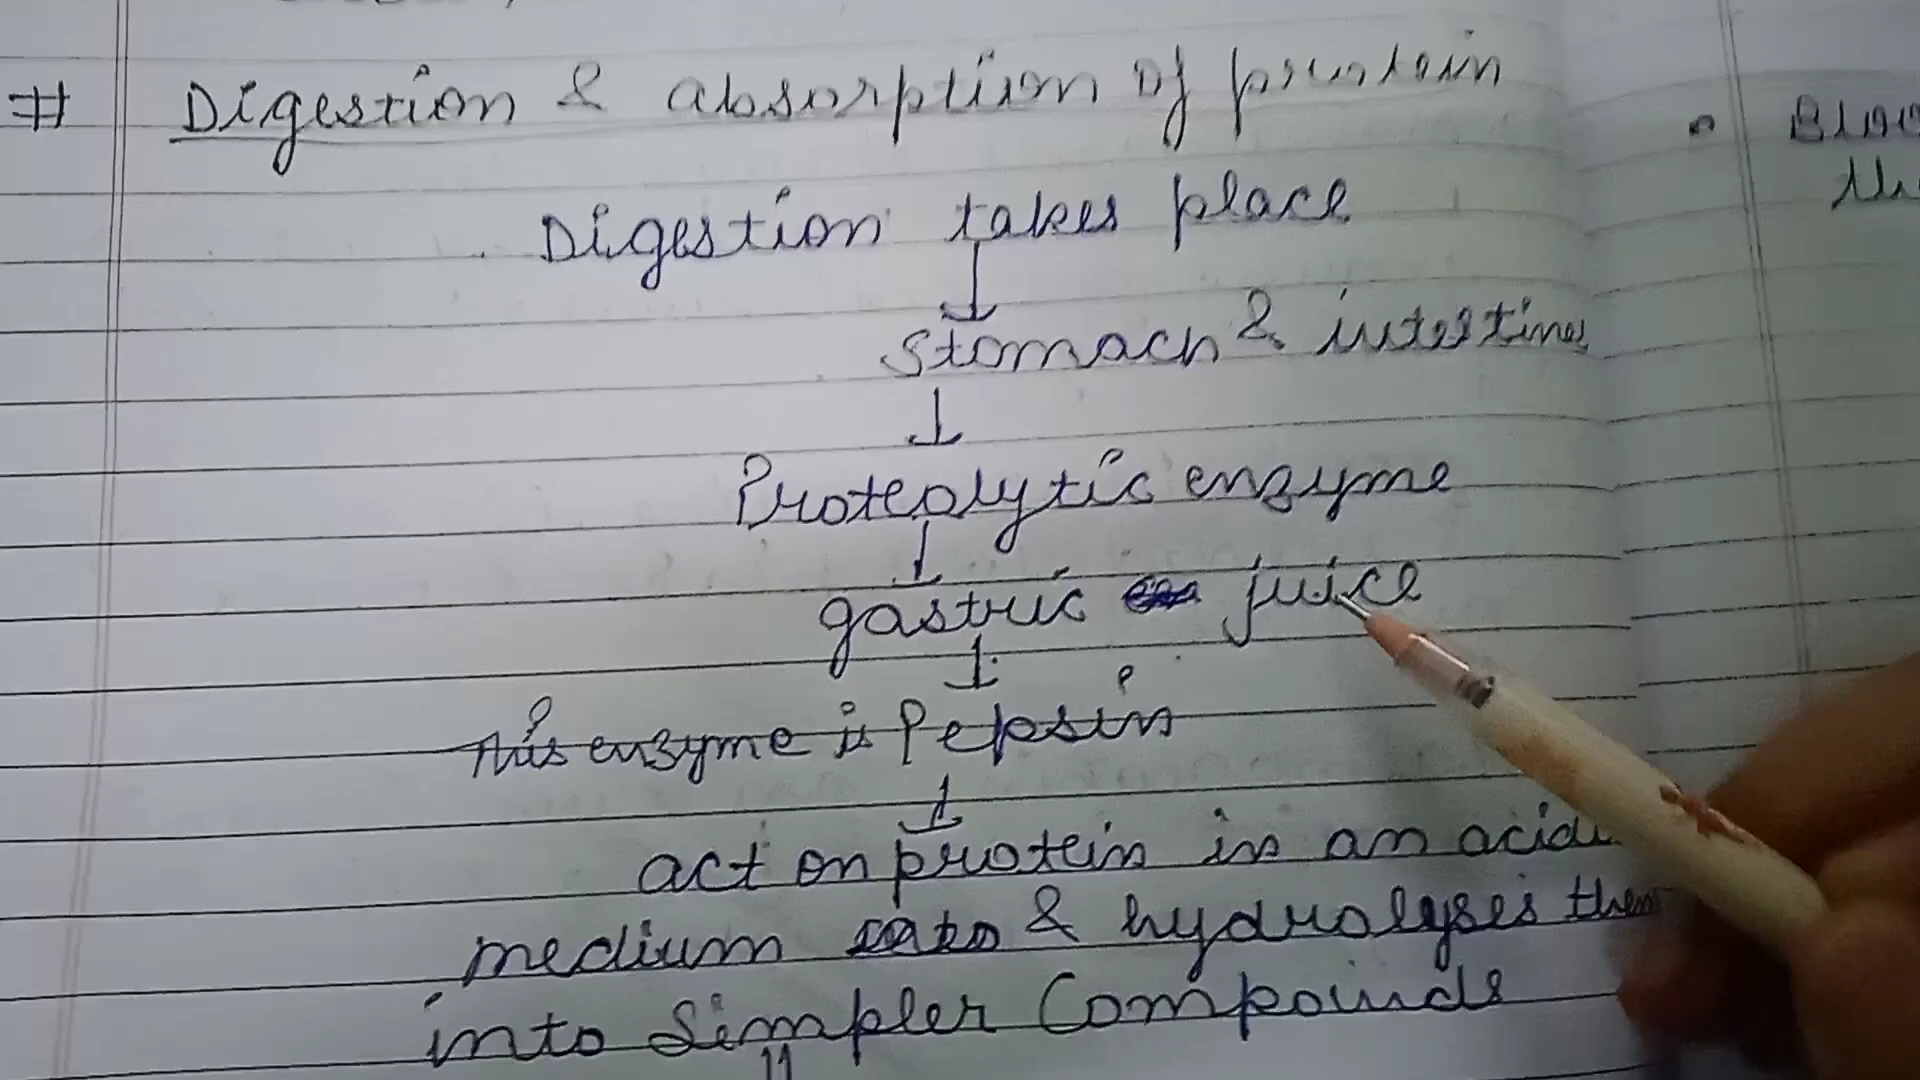 # Digestion & absorption of protein
Digestion takes place
↓
Stomach & intestines
↓
Proteolytic enzyme
↓
gastric juice
↓
This enzyme is Pepsin
↓
act on protein in an acidi
medium & hydrolyses them
into Simpler Compounds